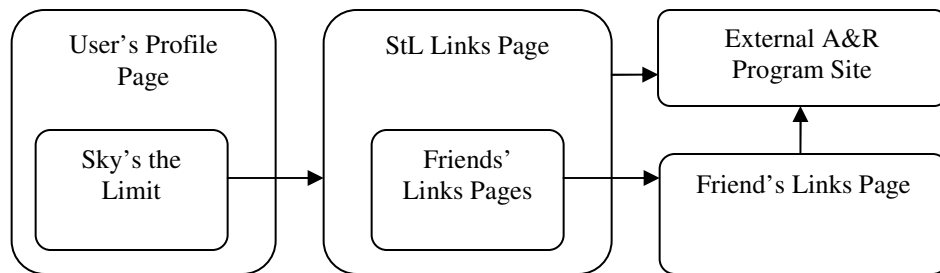 User’s Profile
Page
Sky’s the
Limit
StL Links Page
Friends’
Links Pages
External A&R
Program Site
Friend’s Links Page